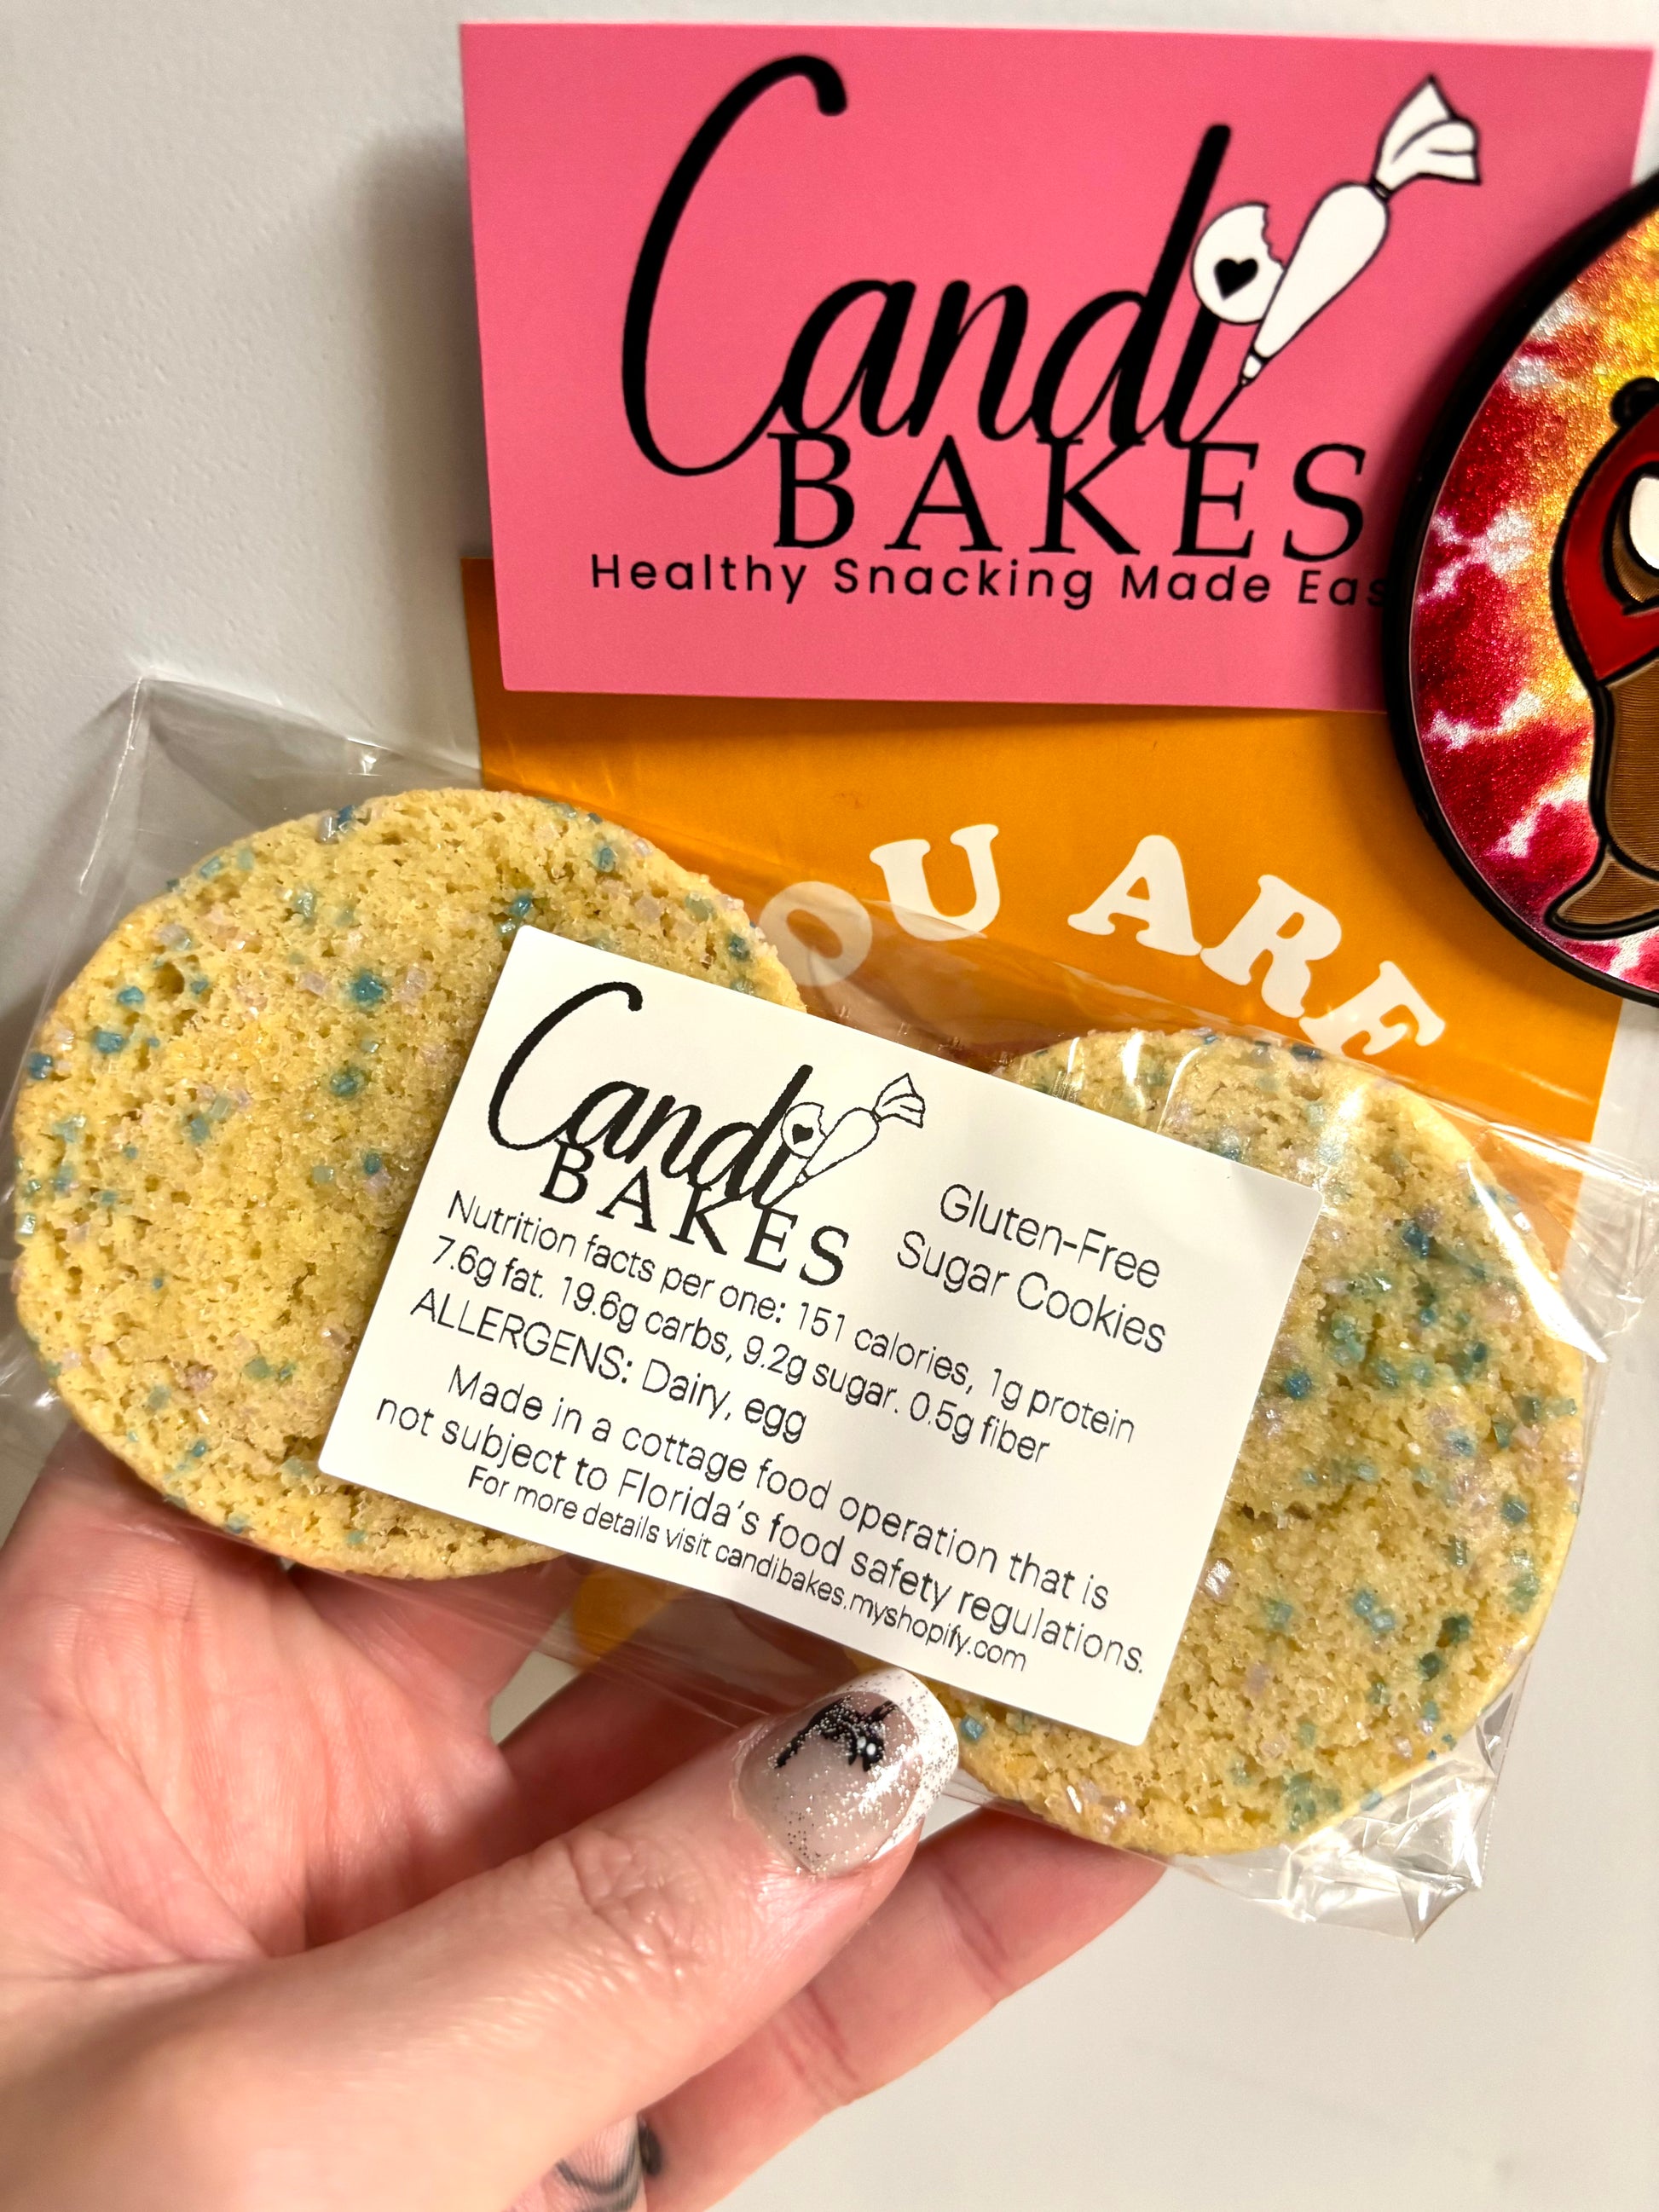 Candi
BAKES
Healthy Snacking Made Eas
OU ARE
Candi
BAKES
Gluten-Free
Sugar Cookies
Nutrition facts per one: 151 calories, 1g protein
7.6g fat. 19.6g carbs, 9.2g sugar. 0.5g fiber
ALLERGENS: Dairy, egg
Made in a cottage food operation that is
not subject to Florida's food safety regulations.
For more details visit candibakes.myshopify.com